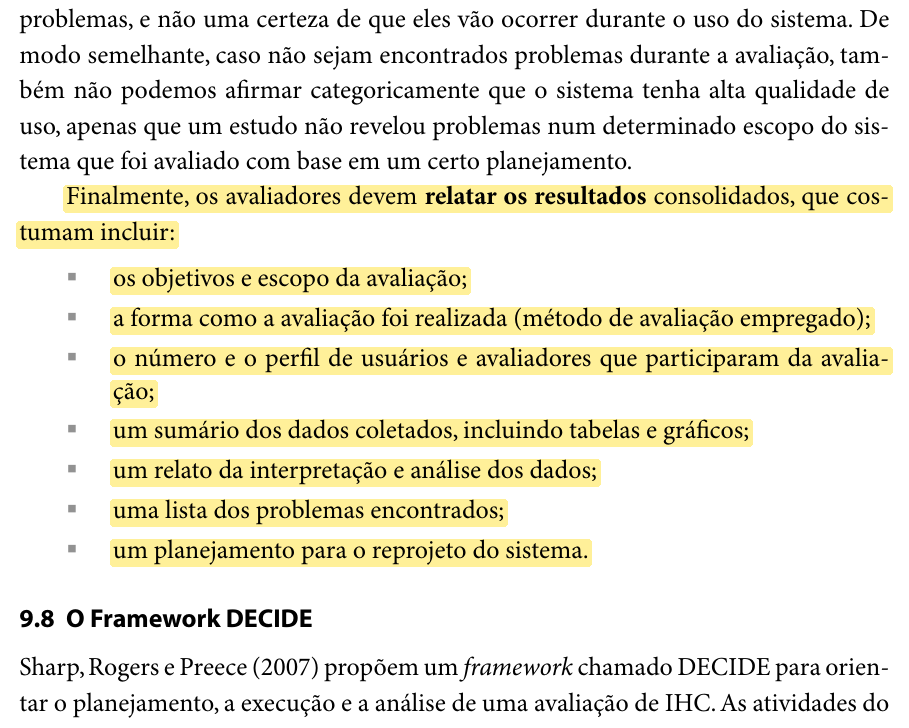 problemas, e não uma certeza de que eles vão ocorrer durante o uso do sistema. De
modo semelhante, caso não sejam encontrados problemas durante a avaliação, tam-
bém não podemos afirmar categoricamente que o sistema tenha alta qualidade de
uso, apenas que um estudo não revelou problemas num determinado escopo do sis-
tema que foi avaliado com base em um certo planejamento.
Finalmente, os avaliadores devem relatar os resultados consolidados, que cos-
tumam incluir:
▪ os objetivos e escopo da avaliação;
▪ a forma como a avaliação foi realizada (método de avaliação empregado);
▪ o número e o perfil de usuários e avaliadores que participaram da avalia-
ção;
▪ um sumário dos dados coletados, incluindo tabelas e gráficos;
▪ um relato da interpretação e análise dos dados;
▪ uma lista dos problemas encontrados;
▪ um planejamento para o reprojeto do sistema.
9.8 O Framework DECIDE
Sharp, Rogers e Preece (2007) propõem um framework chamado DECIDE para orien-
tar o planejamento, a execução e a análise de uma avaliação de IHC. As atividades do